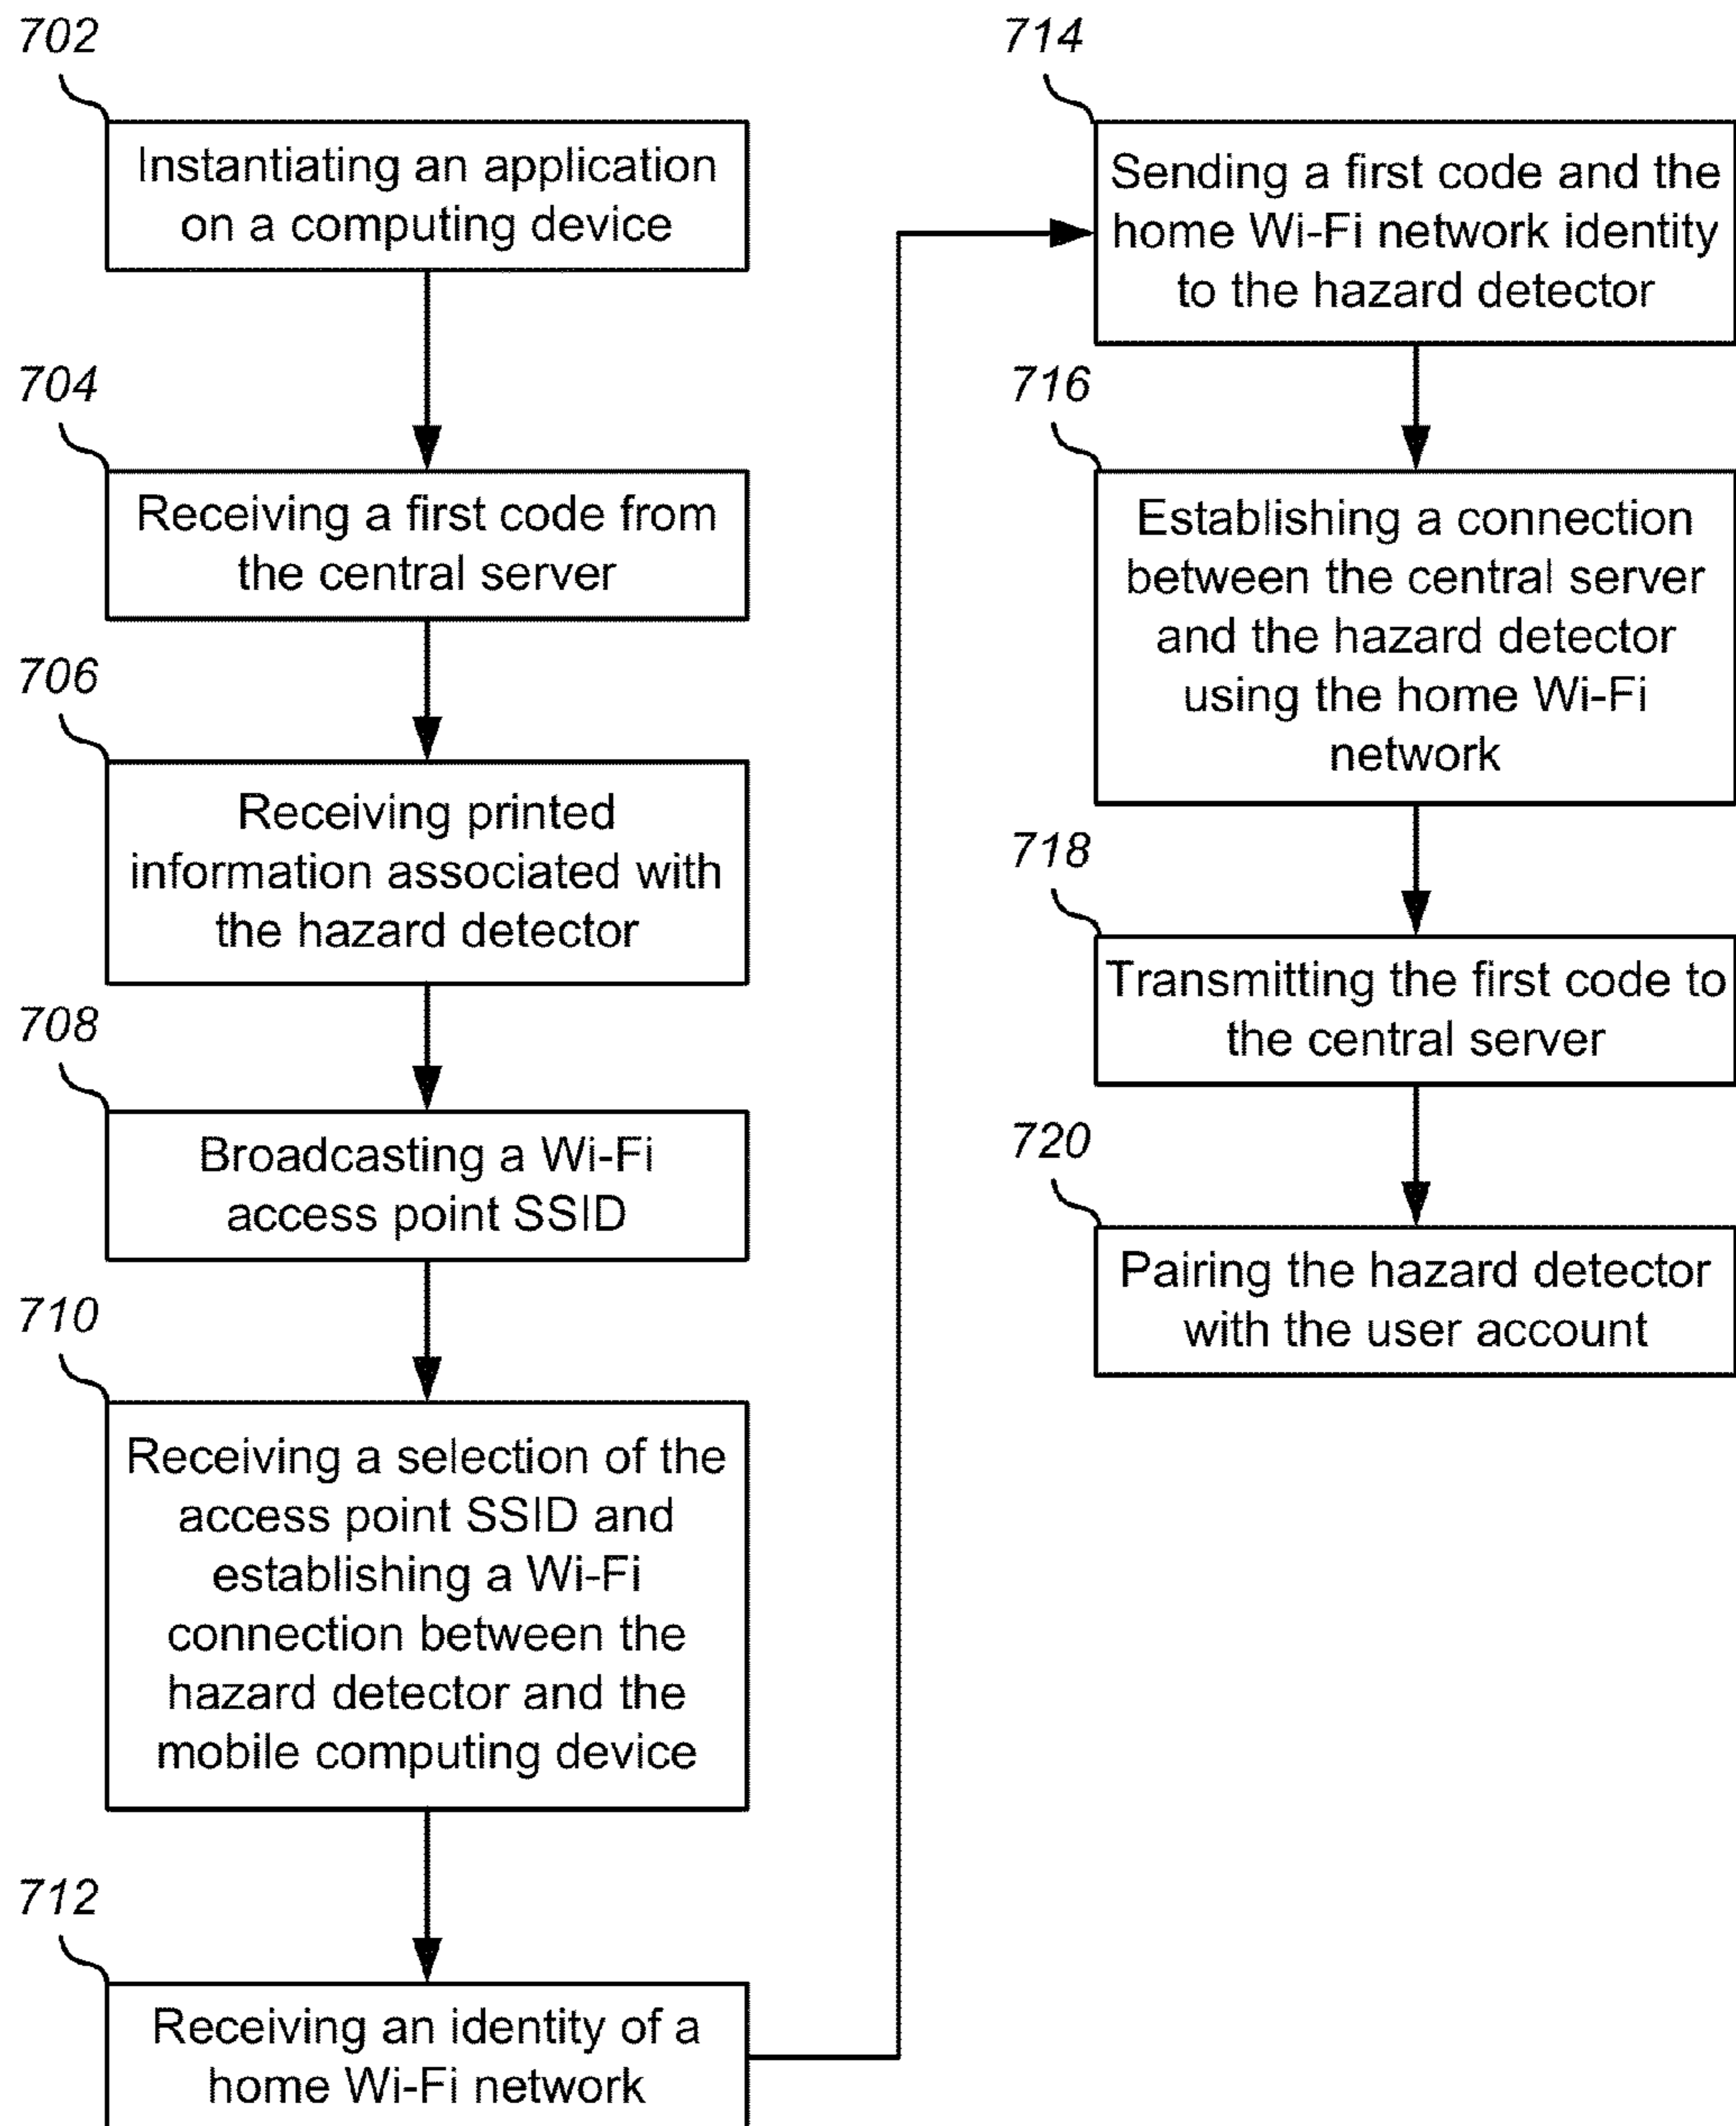 702
Instantiating an application
on a computing device
704
Receiving a first code from
the central server
706
Receiving printed
information associated with
the hazard detector
708
Broadcasting a Wi-Fi
access point SSID
710
Receiving a selection of the
access point SSID and
establishing a Wi-Fi
connection between the
hazard detector and the
mobile computing device
712
Receiving an identity of a
home Wi-Fi network
714
Sending a first code and the
home Wi-Fi network identity
to the hazard detector
716
Establishing a connection
between the central server
and the hazard detector
using the home Wi-Fi
network
718
Transmitting the first code to
the central server
720
Pairing the hazard detector
with the user account